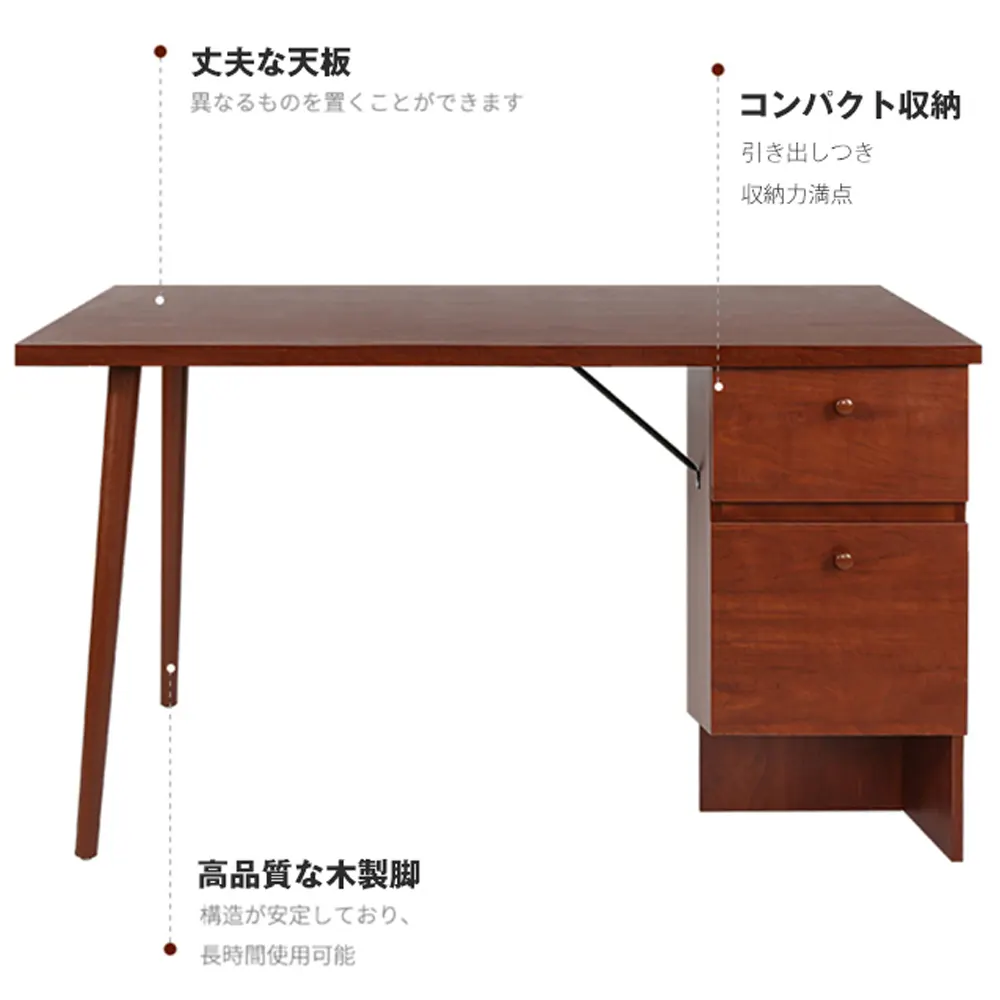 丈夫な天板
異なるものを置くことができます
コンパクト収納
引き出しつき
収納力満点
高品質な木製脚
構造が安定しており、
長時間使用可能